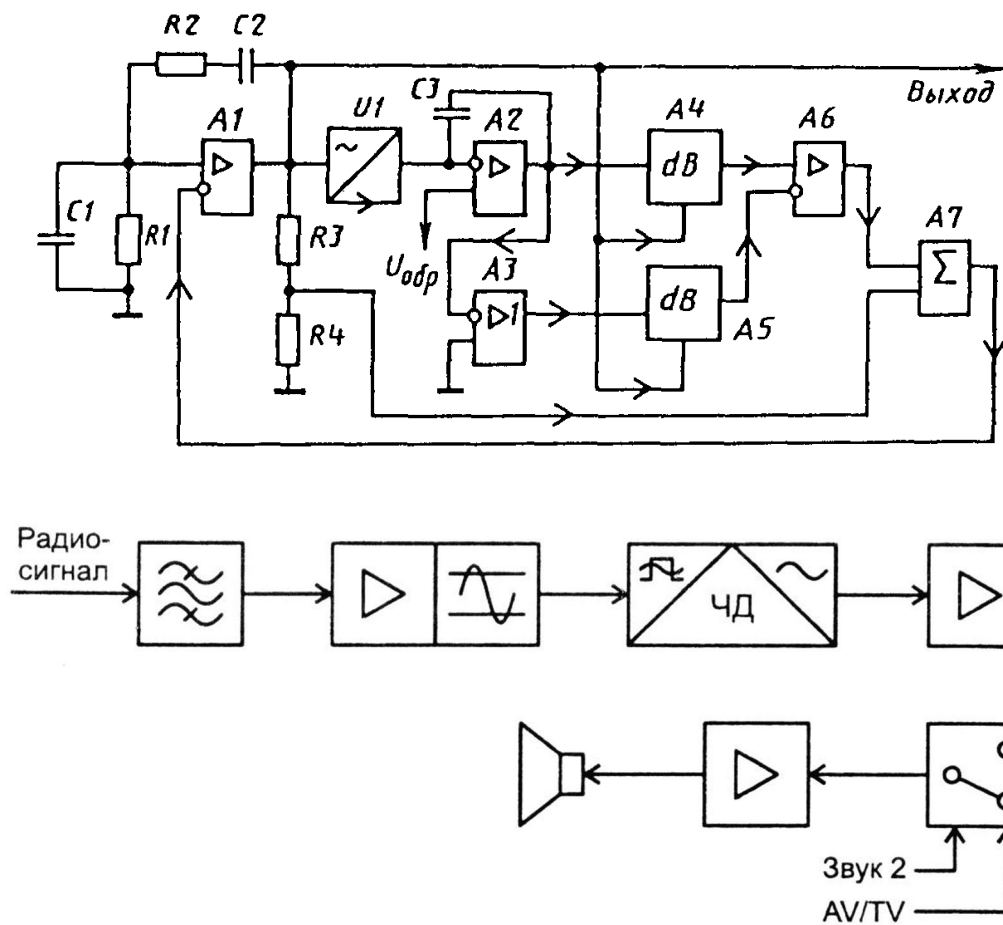 R2 C2
Выход
A1
U1
C3
A2
A4
A6
dB
C1
R1
R3
Uобр
A3
A7
Σ
1
dB
A5
R4
Радио-
сигнал
ЧД
Звук 2
AV/TV